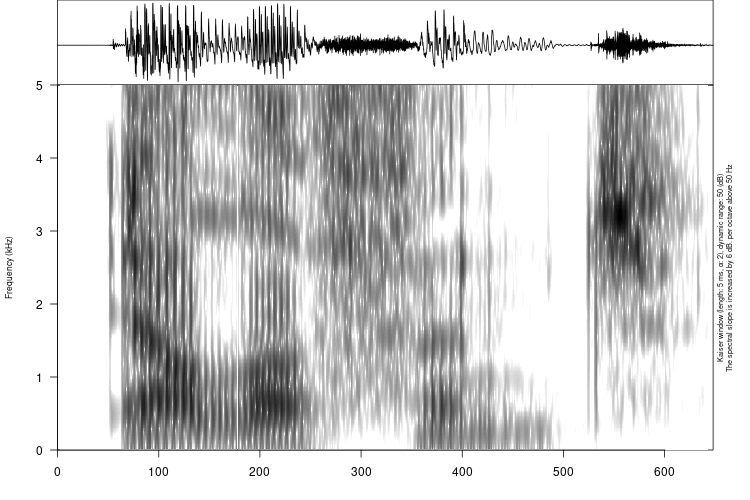 5
4
3
2
1
0
Frequency (kHz)
0 100 200 300 400 500 600
Kaiser window (length: 5 ms, α: 2), dynamic range: 50 (dB)
The spectral slope is increased by 6 dB. per octave above 50 Hz